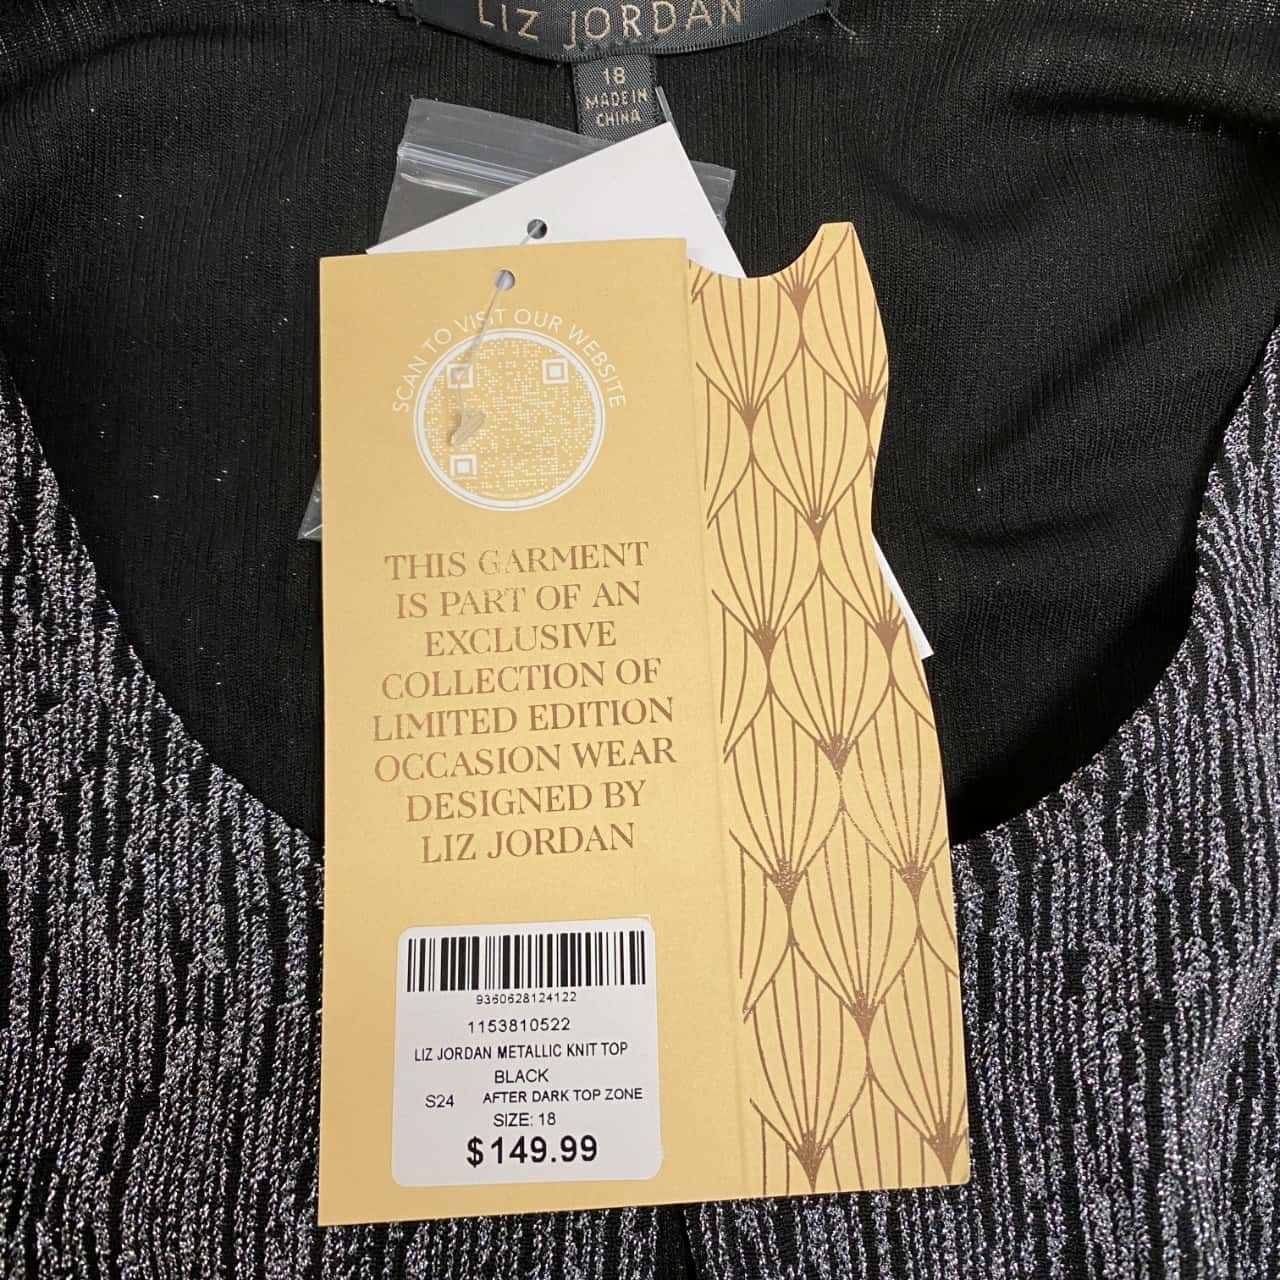 LIZ JORDAN
18
MADE IN
CHINA
SCAN TO VISIT OUR WEBSITE
THIS GARMENT
IS PART OF AN
EXCLUSIVE
COLLECTION OF
LIMITED EDITION
OCCASION WEAR
DESIGNED BY
LIZ JORDAN
9360628124122
1153810522
LIZ JORDAN METALLIC KNIT TOP
BLACK
S24 AFTER DARK TOP ZONE
SIZE: 18
$149.99